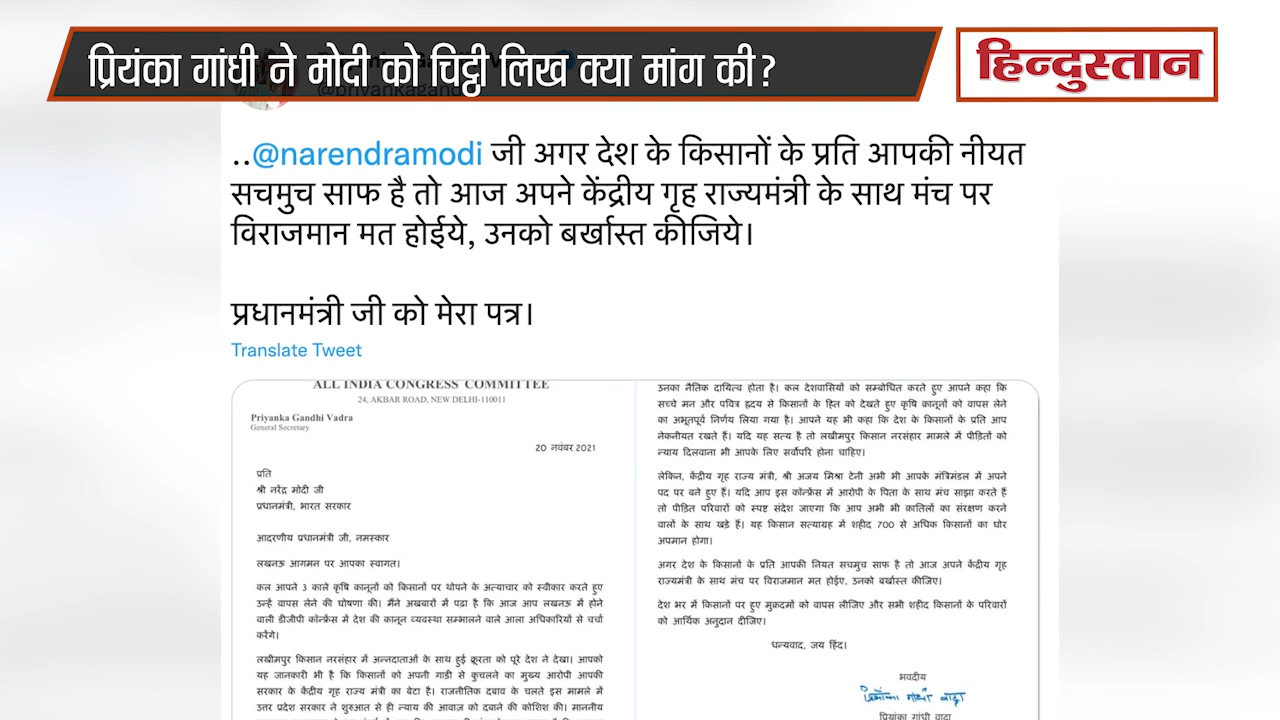 प्रियंका गांधी ने मोदी को चिट्ठी लिख क्या मांग की?
हिन्दुस्तान
..@narendramodi जी अगर देश के किसानों के प्रति आपकी नीयत
सचमुच साफ है तो आज अपने केंद्रीय गृह राज्यमंत्री के साथ मंच पर
विराजमान मत होईये, उनको बर्खास्त कीजिये।
प्रधानमंत्री जी को मेरा पत्र।
Translate Tweet
ALL INDIA CONGRESS COMMITTEE
24, AKBAR ROAD, NEW DELHI-110011
Priyanka Gandhi Vadra
General Secretary
20 नवंबर 2021
प्रति
श्री नरेंद्र मोदी जी
प्रधानमंत्री, भारत सरकार
आदरणीय प्रधानमंत्री जी, नमस्कार
लखनऊ आगमन पर आपका स्वागत।
कल आपने 3 काले कृषि कानूनों को किसानों पर थोपने के अत्याचार को स्वीकार करते हुए
उन्हें वापस लेने की घोषणा की। मैंने अखबारों में पढ़ा है कि आज आप लखनऊ में होने
वाली डीजीपी कॉन्फ्रेंस में देश की कानून व्यवस्था सम्भालने वाले आला अधिकारियों से चर्चा
करेंगे।
लखीमपुर किसान नरसंहार में अन्नदाताओं के साथ हुई क्रूरता को पूरे देश ने देखा। आपको
यह जानकारी भी है कि किसानों को अपनी गाड़ी से कुचलने का मुख्य आरोपी आपकी
सरकार के केंद्रीय गृह राज्य मंत्री का बेटा है। राजनीतिक दबाव के चलते इस मामले में
उत्तर प्रदेश सरकार ने शुरुआत से ही न्याय की आवाज को दबाने की कोशिश की। माननीय
उनका नैतिक दायित्व होता है। कल देशवासियों को सम्बोधित करते हुए आपने कहा कि
सच्चे मन और पवित्र हृदय से किसानों के हित को देखते हुए कृषि क़ानूनों को वापस लेने
का अभूतपूर्व निर्णय लिया गया है। आपने यह भी कहा कि देश के किसानों के प्रति आप
नेकनीयत रखते हैं। यदि यह सत्य है तो लखीमपुर किसान नरसंहार मामले में पीड़ितों को
न्याय दिलवाना भी आपके लिए सर्वोपरि होना चाहिए।
लेकिन, केंद्रीय गृह राज्य मंत्री, श्री अजय मिश्रा टेनी अभी भी आपके मंत्रिमंडल में अपने
पद पर बने हुए हैं। यदि आप इस कॉन्फ्रेंस में आरोपी के पिता के साथ मंच साझा करते हैं
तो पीड़ित परिवारों को स्पष्ट संदेश जाएगा कि आप अभी भी कातिलों का संरक्षण करने
वालों के साथ खड़े हैं। यह किसान सत्याग्रह में शहीद 700 से अधिक किसानों का घोर
अपमान होगा।
अगर देश के किसानों के प्रति आपकी नियत सचमुच साफ है तो आज अपने केंद्रीय गृह
राज्यमंत्री के साथ मंच पर विराजमान मत होईए, उनको बर्खास्त कीजिए।
देश भर में किसानों पर हुए मुक़दमों को वापस लीजिए और सभी शहीद किसानों के परिवारों
को आर्थिक अनुदान दीजिए।
धन्यवाद, जय हिंद।
भवदीय
प्रियंका गांधी वाड्रा
प्रियंका गांधी वाड्रा